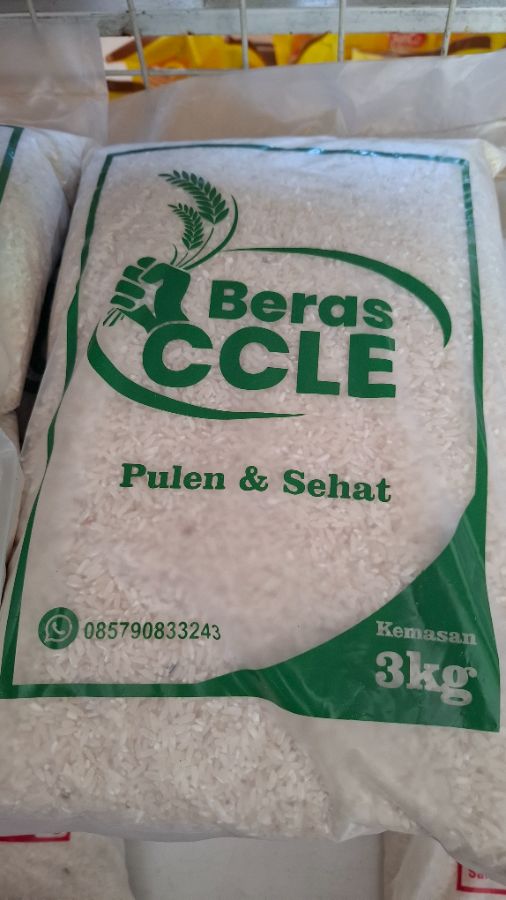 Beras
CCLE
Pulen & Sehat
085790833243
Kemasan
3kg